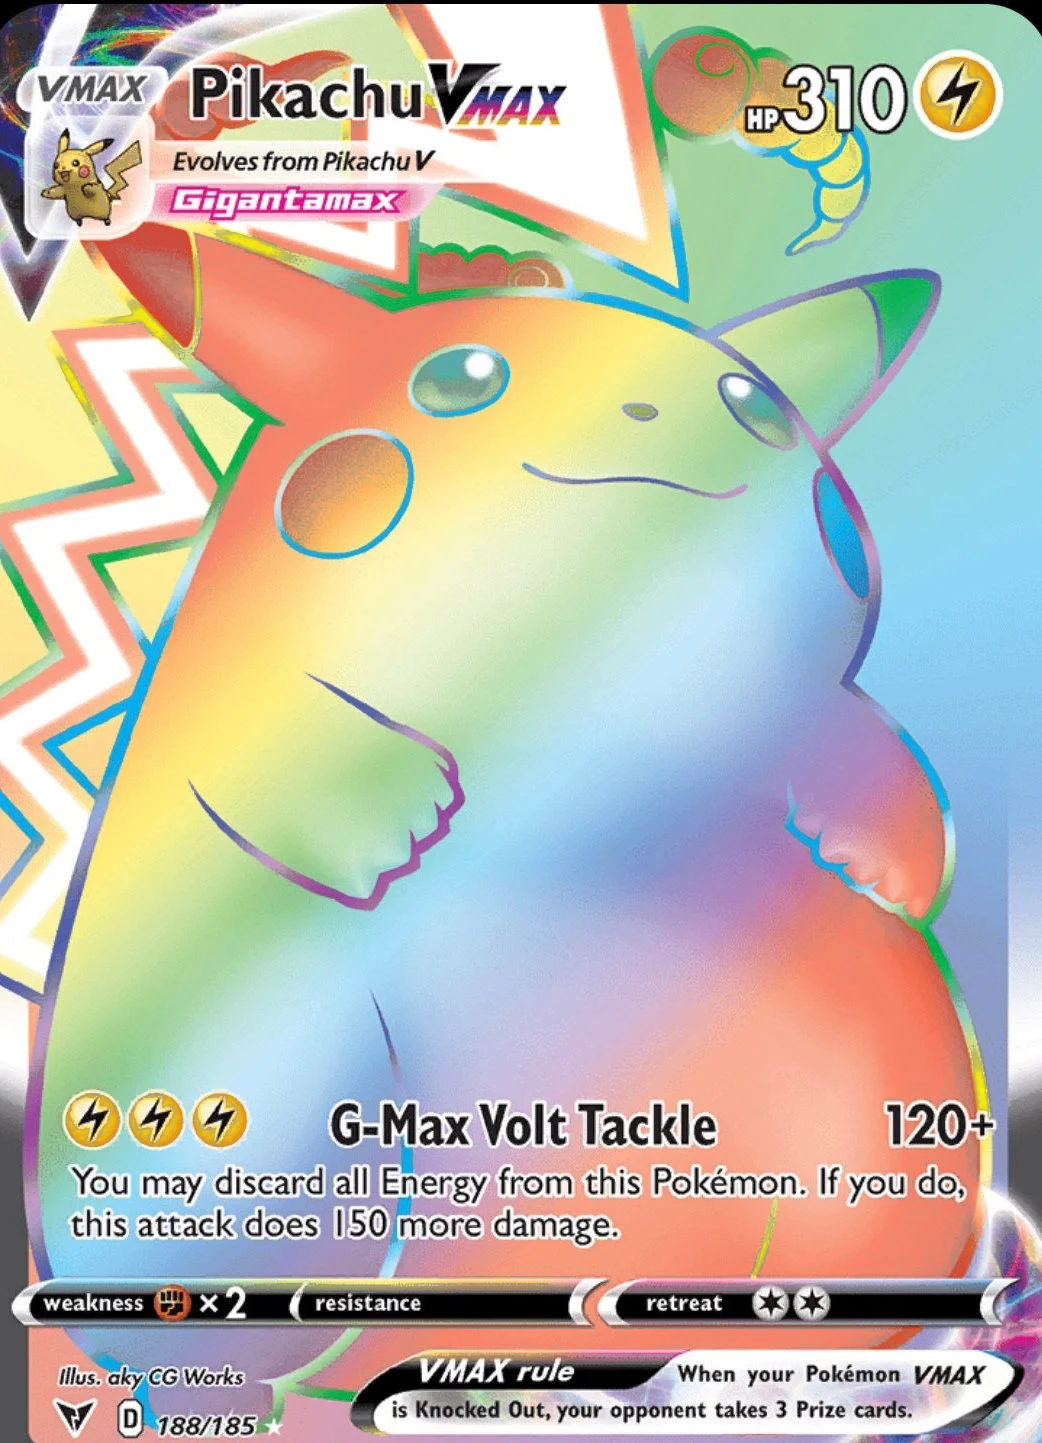 VMAX Pikachu VMAX HP 310
Evolves from Pikachu V
Gigantamax
G-Max Volt Tackle 120+
You may discard all Energy from this Pokémon. If you do,
this attack does 150 more damage.
weakness ×2 resistance retreat
Illus. aky CG Works
VMAX rule When your Pokémon VMAX
is Knocked Out, your opponent takes 3 Prize cards.
D 188/185